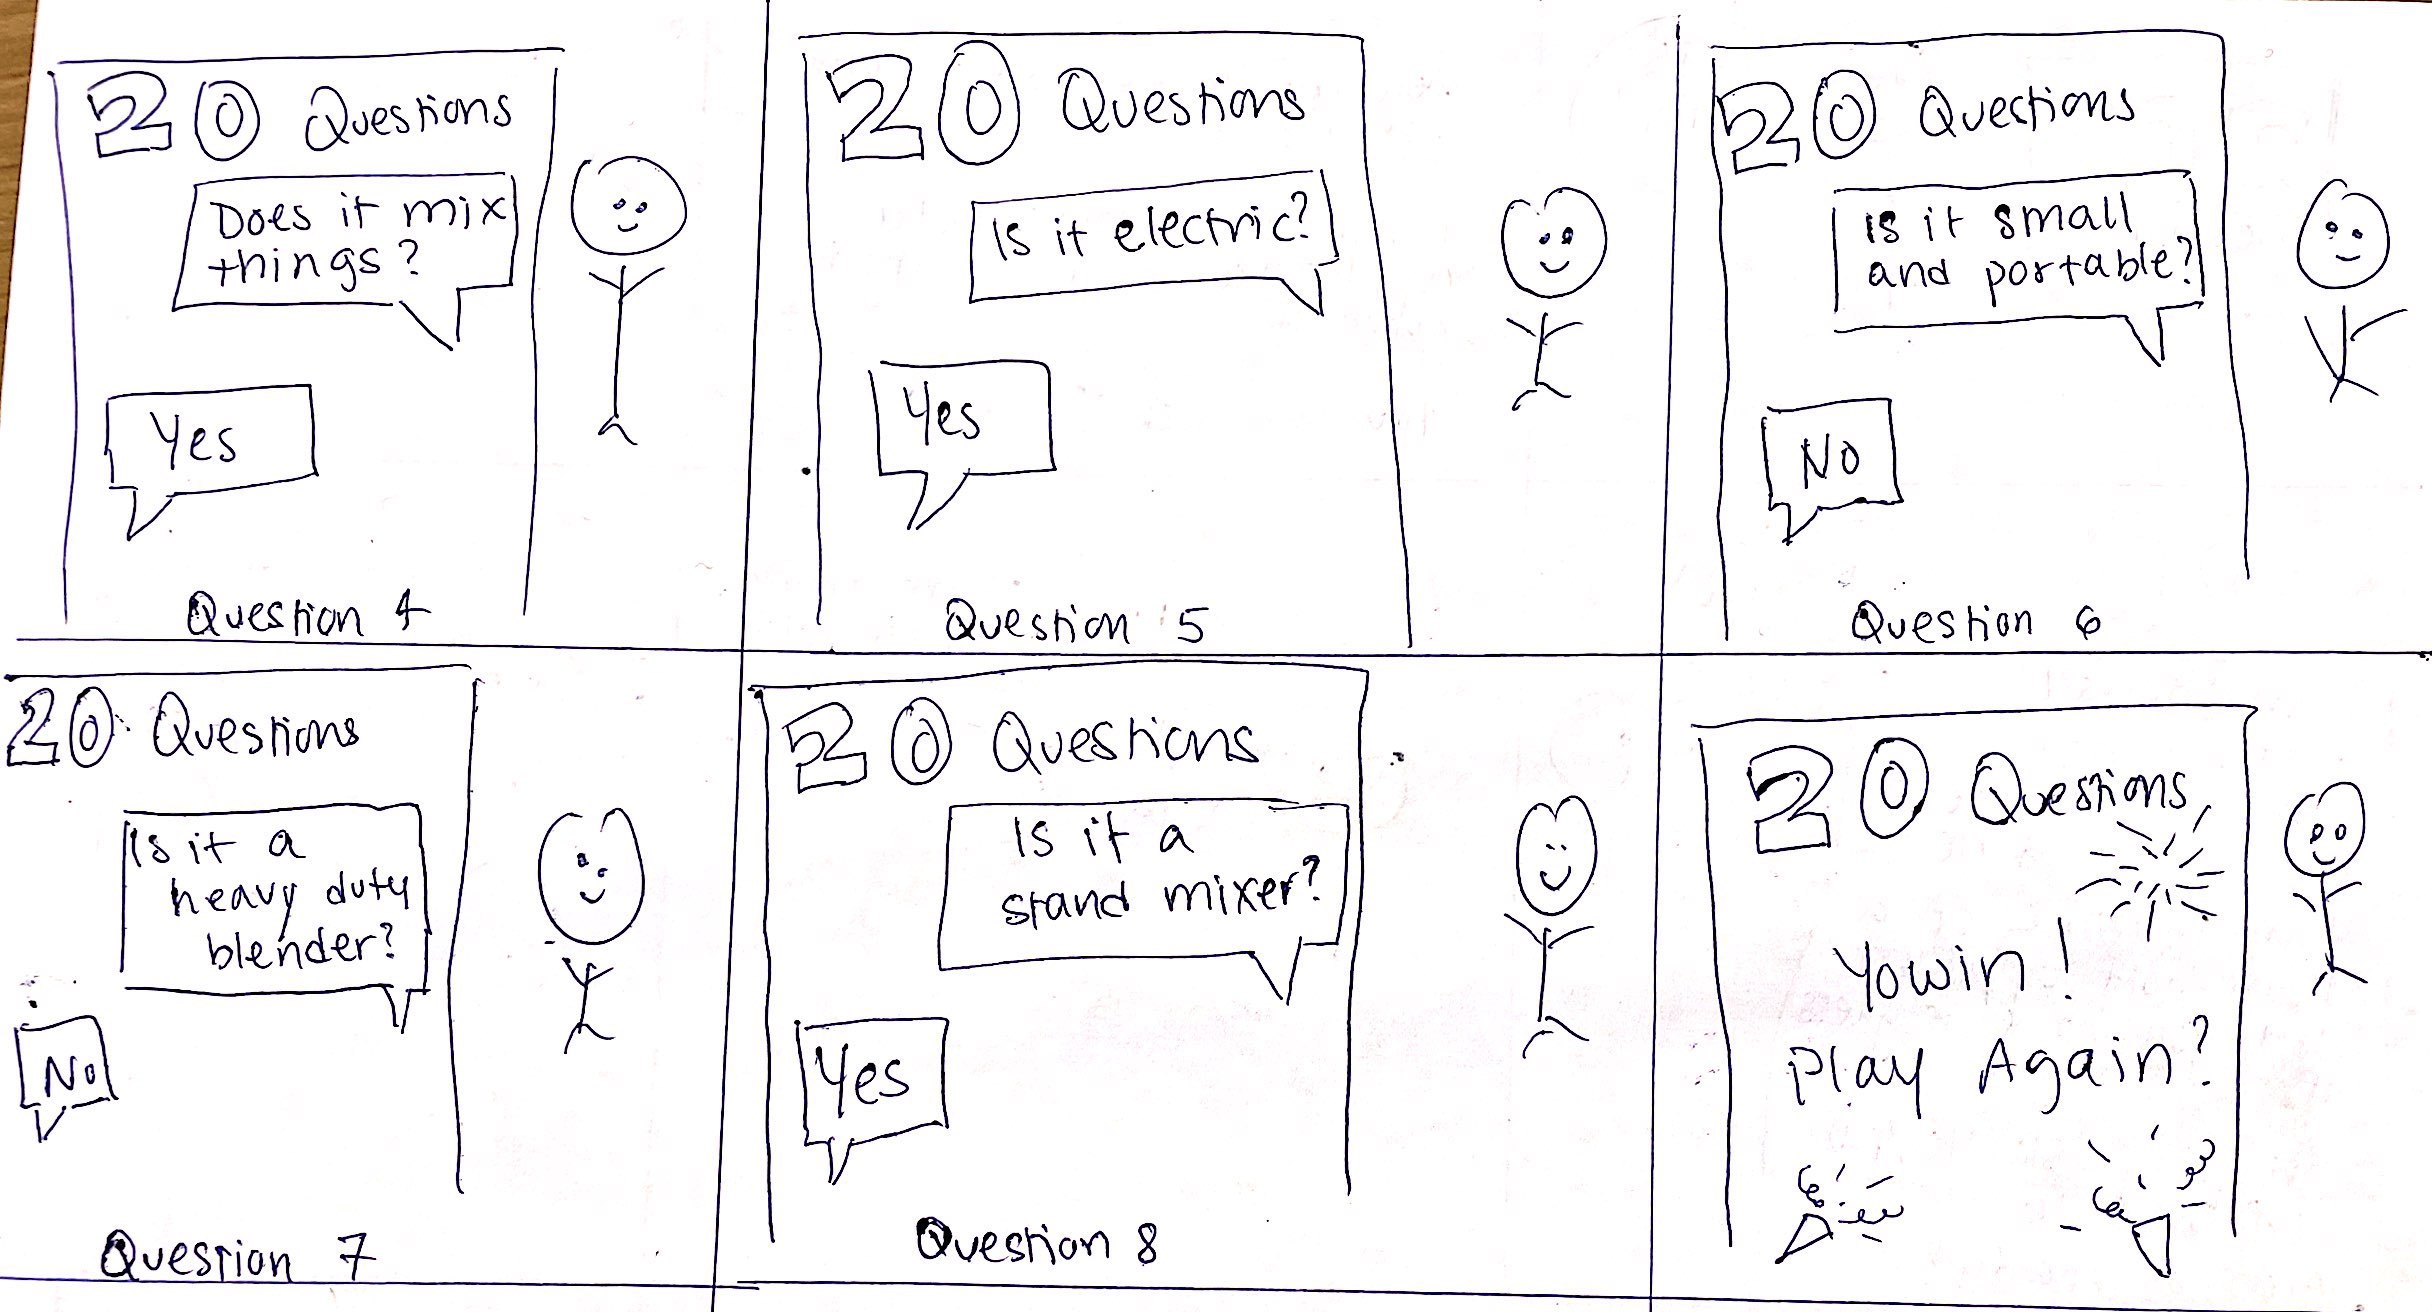 20 Questions
Does it mix
things?
Yes
Question 4
20 Questions
Is it electric?
Yes
Question 5
20 Questions
Is it small
and portable?
No
Question 6
20 Questions
Is it a
heavy duty
blender?
No
Question 7
20 Questions
Is it a
stand mixer?
Yes
Question 8
20 Questions
Yowin!
Play Again?